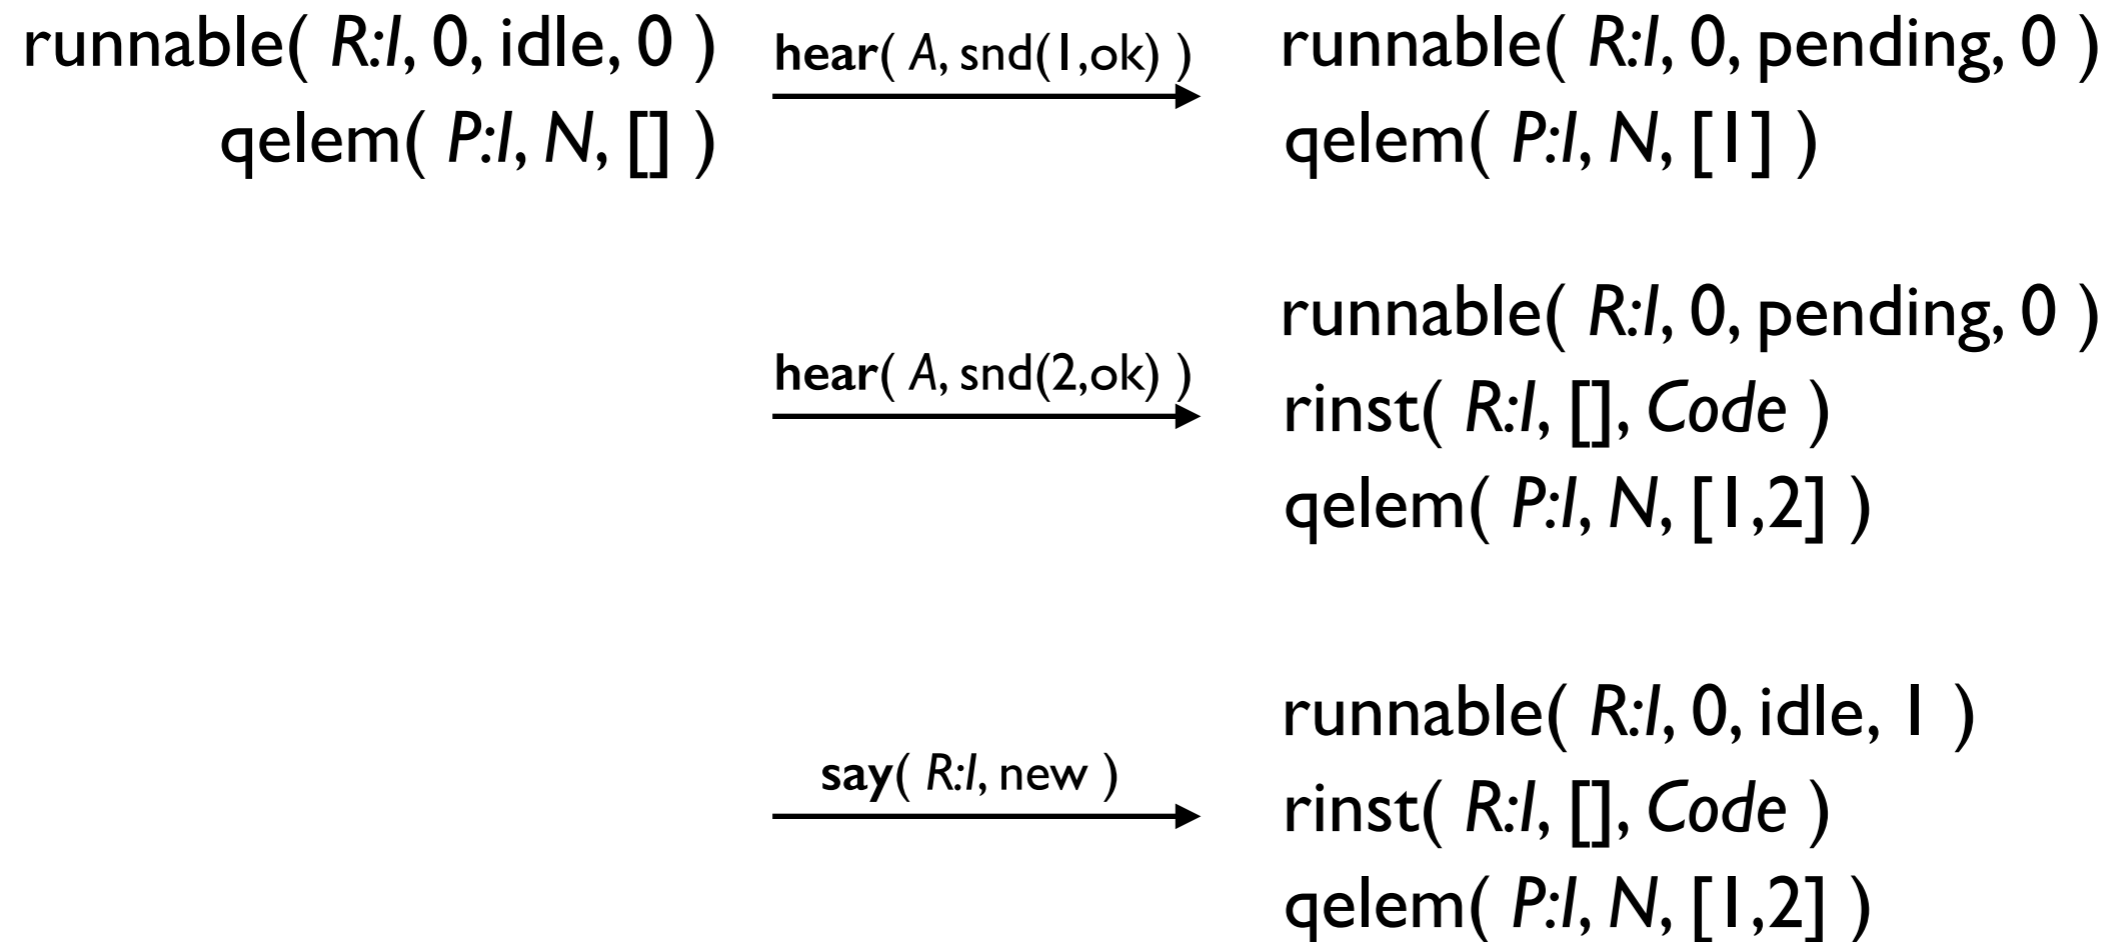 runnable( R:I, 0, idle, 0 ) hear( A, snd(1,ok) ) runnable( R:I, 0, pending, 0 )
qelem( P:I, N, [] ) qelem( P:I, N, [1] )
runnable( R:I, 0, pending, 0 )
hear( A, snd(2,ok) ) rinst( R:I, [], Code )
qelem( P:I, N, [1,2] )
runnable( R:I, 0, idle, 1 )
say( R:I, new ) rinst( R:I, [], Code )
qelem( P:I, N, [1,2] )